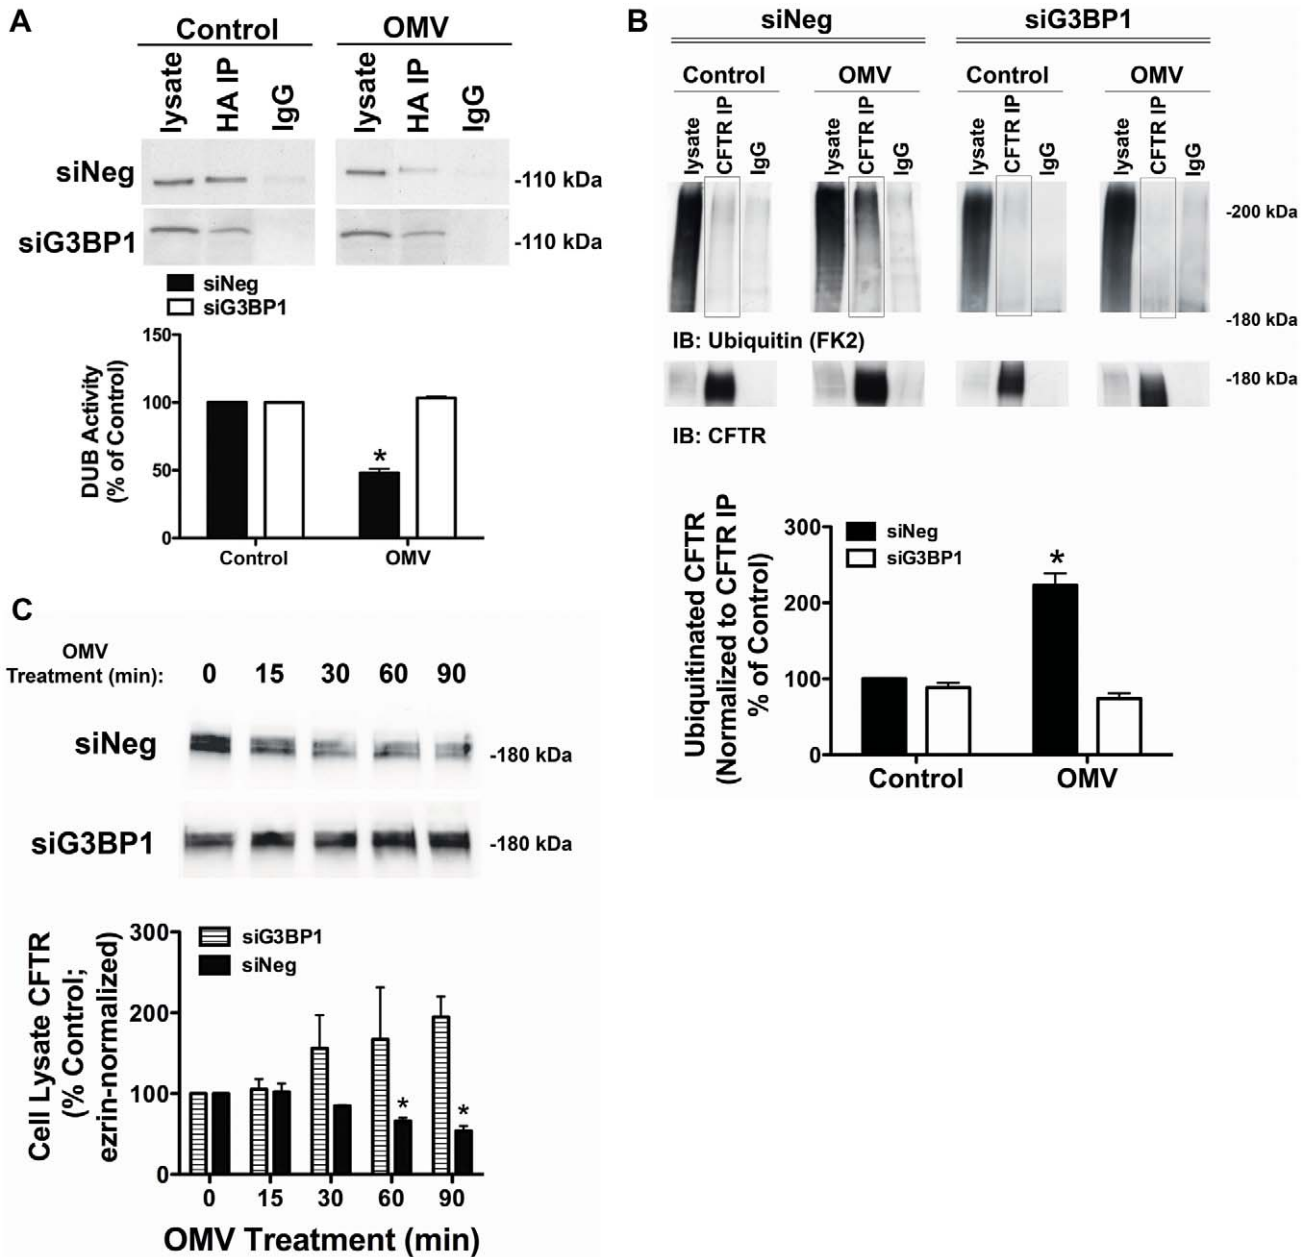 A
Control OMV
lysate HA IP IgG lysate HA IP IgG
siNeg -110 kDa
siG3BP1 -110 kDa
siNeg
siG3BP1
DUB Activity
(% of Control)
150
100
50
0
*
Control OMV
B
siNeg siG3BP1
Control OMV Control OMV
lysate CFTR IP IgG lysate CFTR IP IgG lysate CFTR IP IgG lysate CFTR IP IgG
-200 kDa
-180 kDa
IB: Ubiquitin (FK2)
-180 kDa
IB: CFTR
Ubiquitinated CFTR
(Normalized to CFTR IP
% of Control)
300
200
100
0
siNeg
siG3BP1
*
Control OMV
C
OMV
Treatment (min): 0 15 30 60 90
siNeg -180 kDa
siG3BP1 -180 kDa
Cell Lysate CFTR
(% Control;
ezrin-normalized)
300
200
100
0
siG3BP1
siNeg
* *
0 15 30 60 90
OMV Treatment (min)